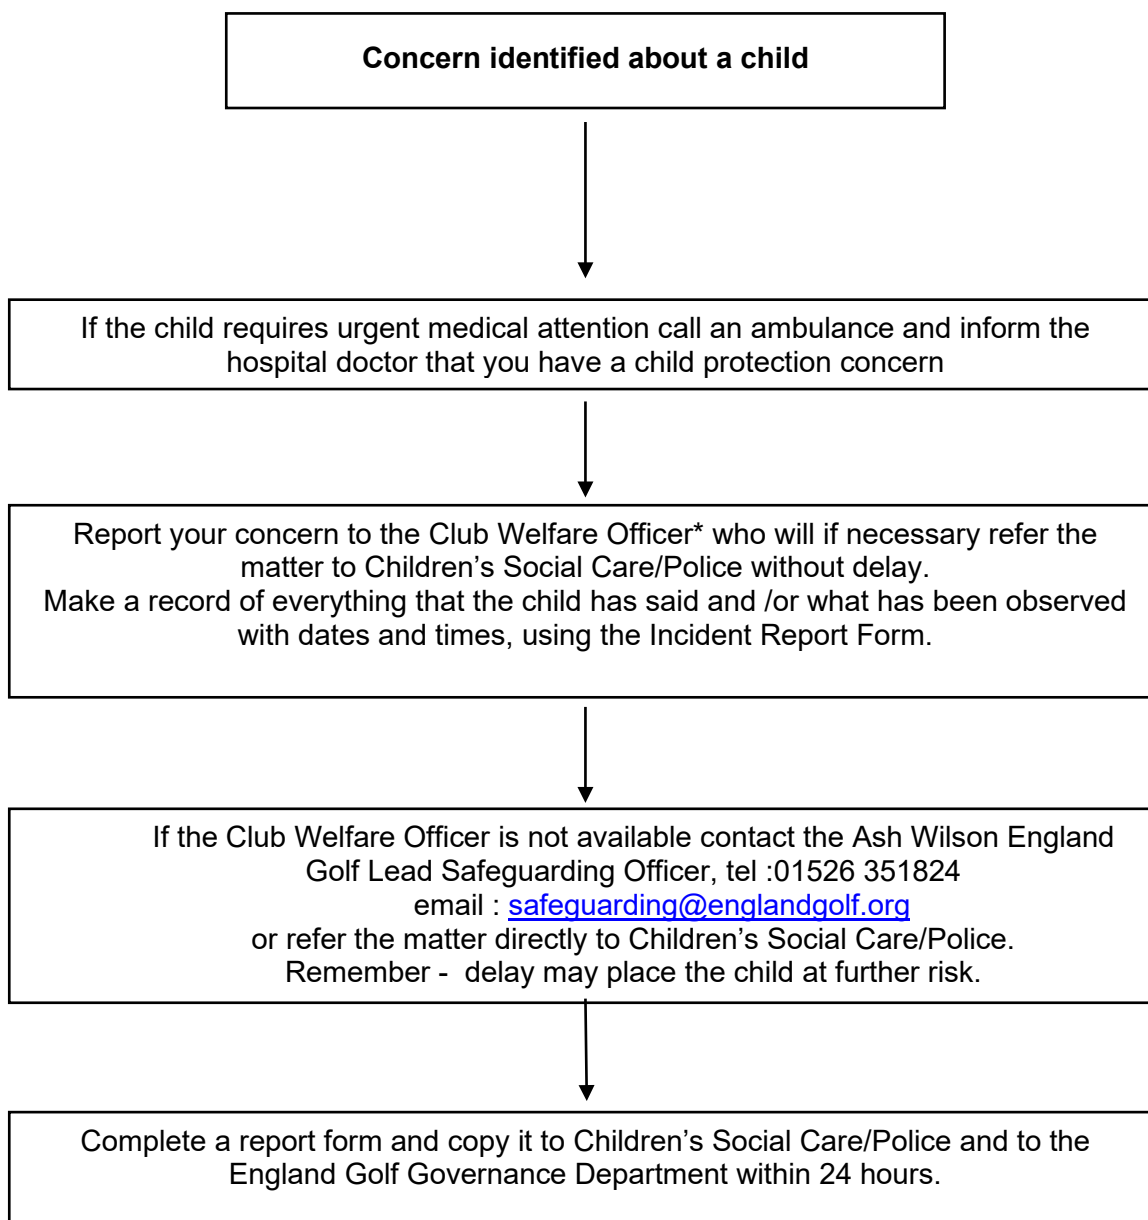 Concern identified about a child
If the child requires urgent medical attention call an ambulance and inform the
hospital doctor that you have a child protection concern
Report your concern to the Club Welfare Officer* who will if necessary refer the
matter to Children’s Social Care/Police without delay.
Make a record of everything that the child has said and /or what has been observed
with dates and times, using the Incident Report Form.
If the Club Welfare Officer is not available contact the Ash Wilson England
Golf Lead Safeguarding Officer, tel :01526 351824
email : safeguarding@englandgolf.org
or refer the matter directly to Children’s Social Care/Police.
Remember - delay may place the child at further risk.
Complete a report form and copy it to Children’s Social Care/Police and to the
England Golf Governance Department within 24 hours.